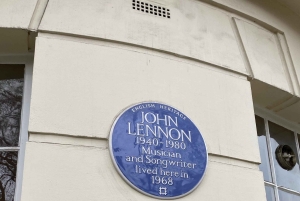 ENGLISH HERITAGE
JOHN
LENNON
1940-1980
Musician
and Songwriter
lived here in
1968